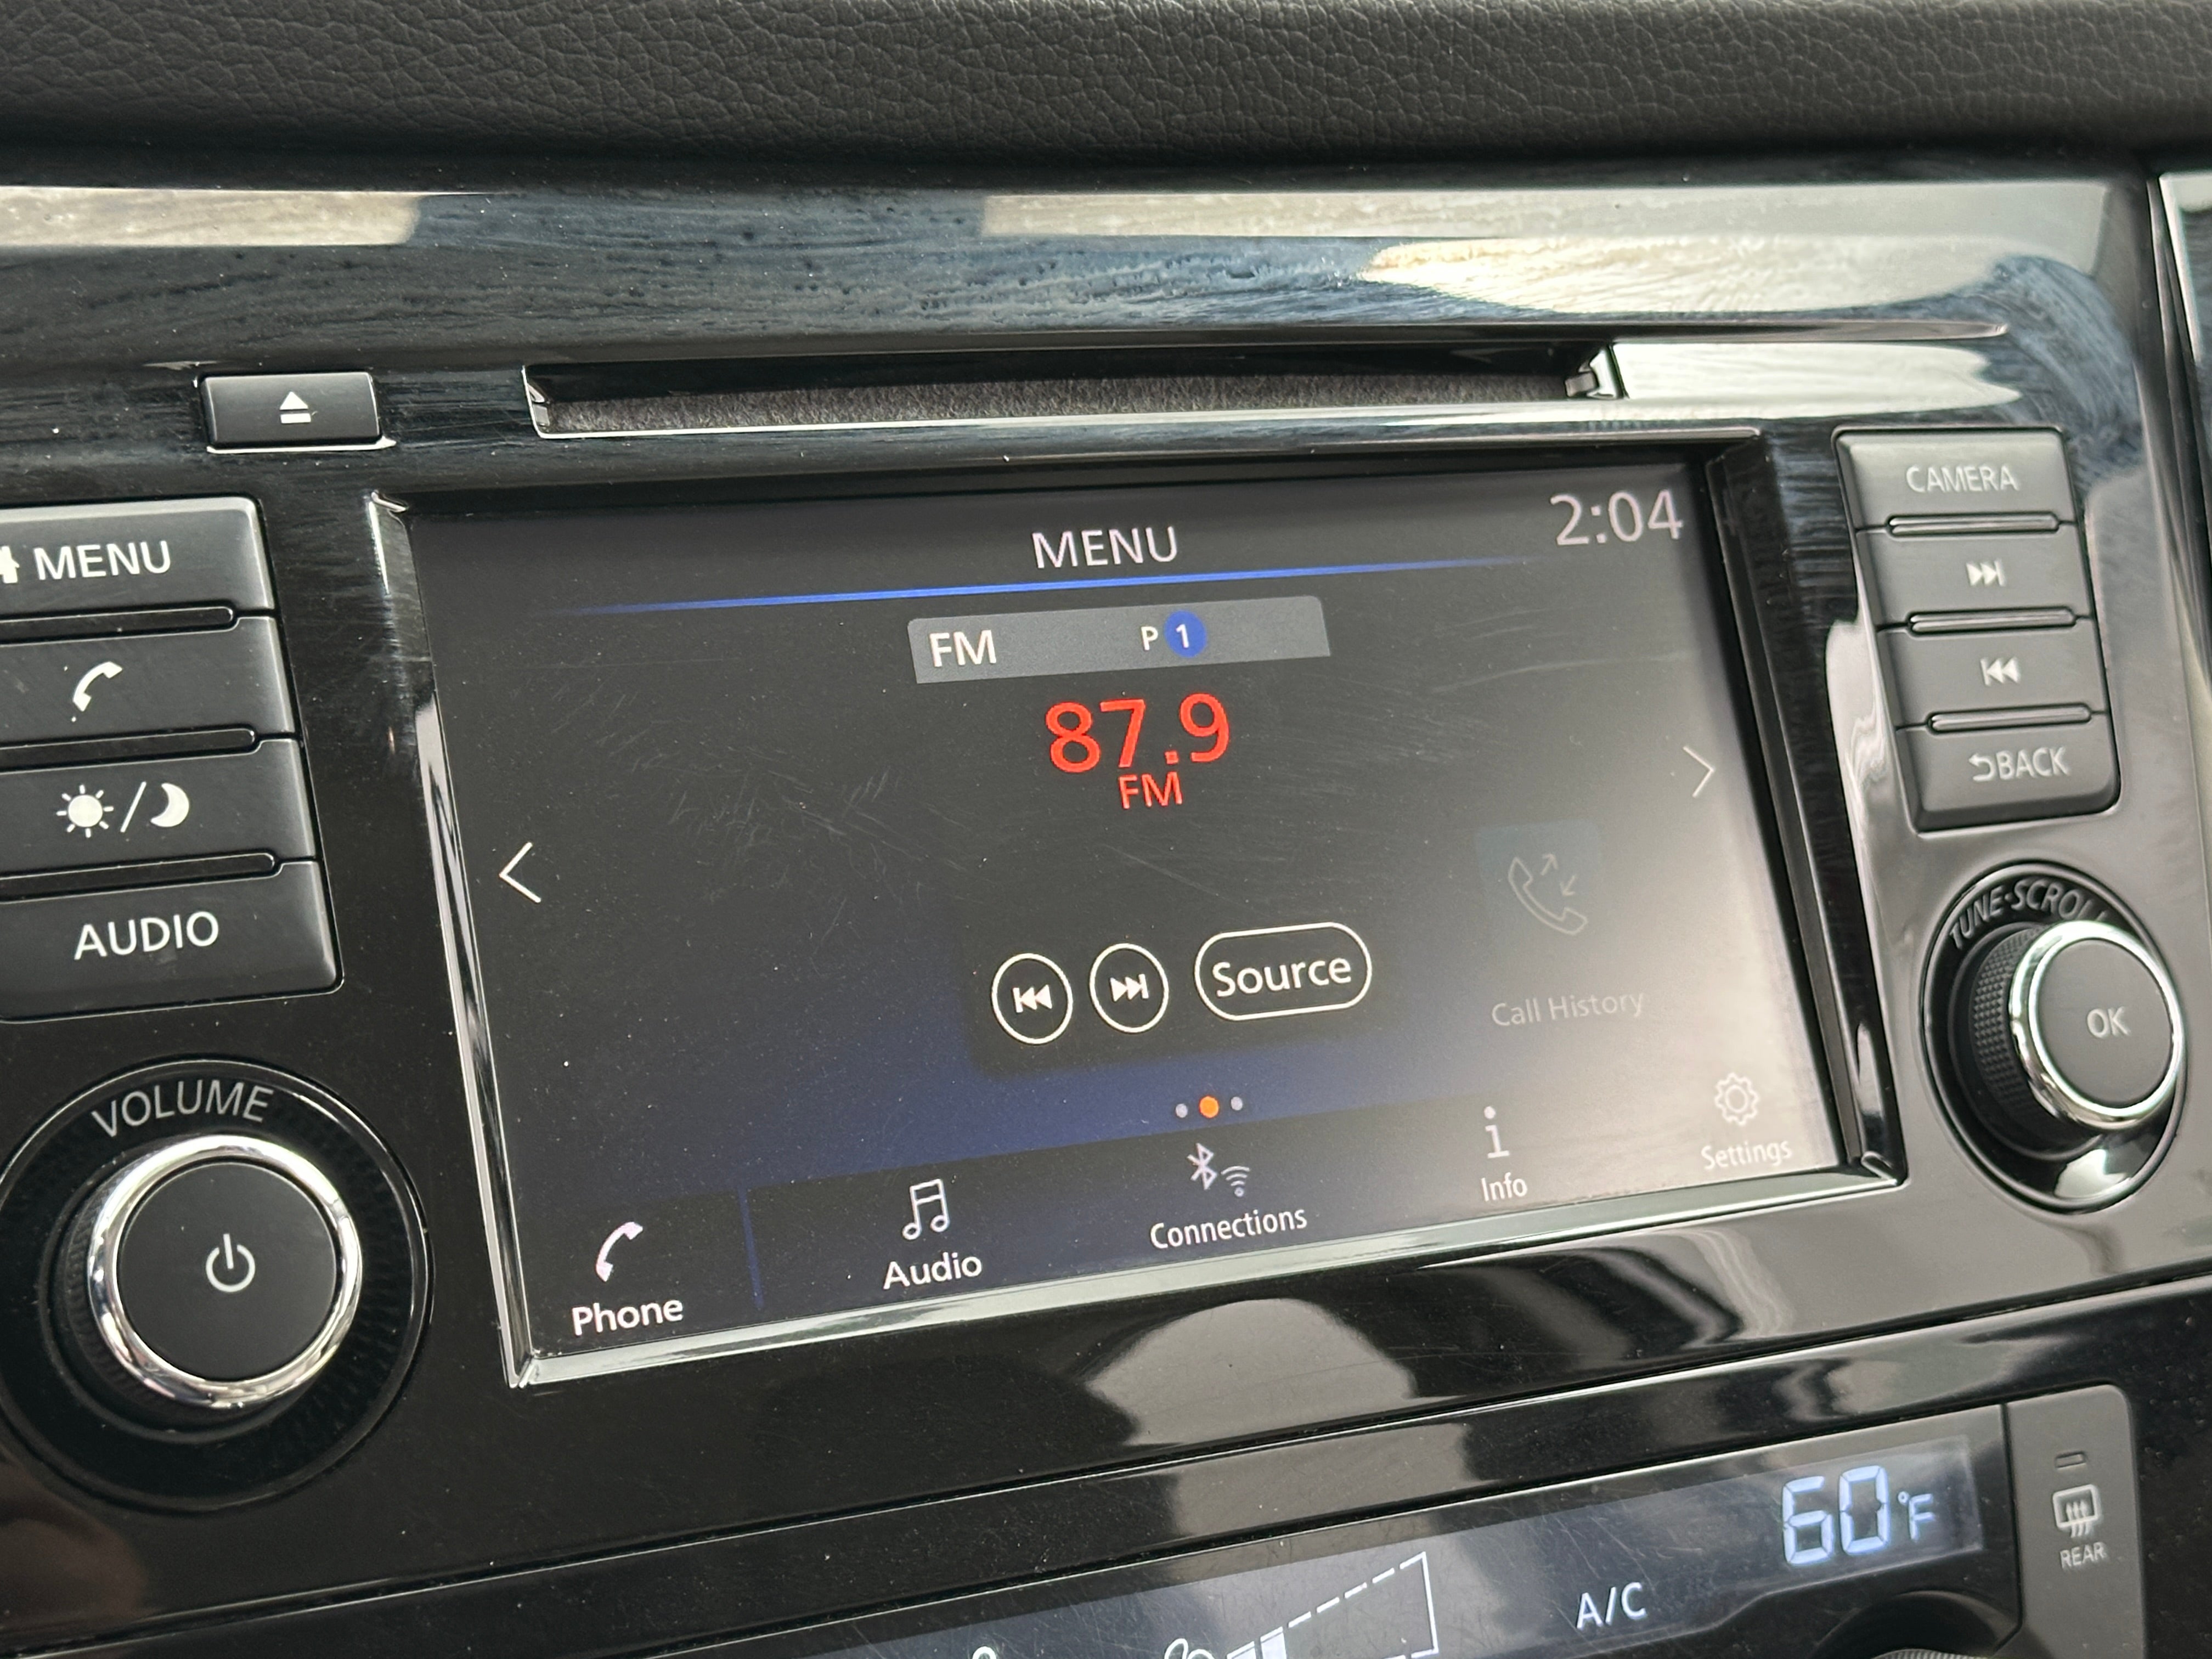 MENU
AUDIO
VOLUME
MENU
2:04
FM P 1
87.9
FM
Source
Call History
Phone
Audio
Connections
Info
Settings
CAMERA
BACK
TUNE·SCROLL
OK
60°F
A/C
REAR